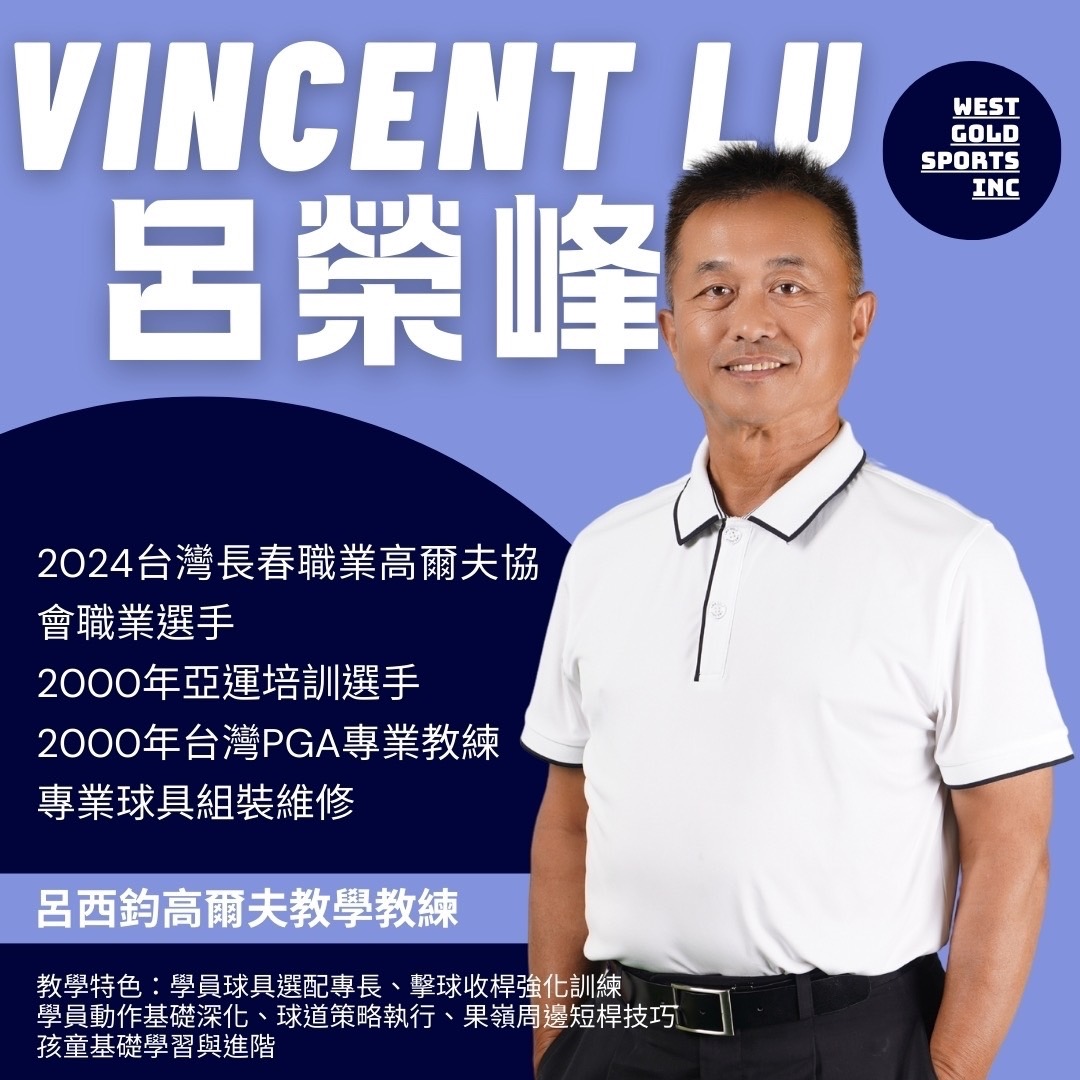 VINCENT LU
呂榮峰
WEST
GOLD
SPORTS
INC
2024台灣長春職業高爾夫協
會職業選手
2000年亞運培訓選手
2000年台灣PGA專業教練
專業球具組裝維修
呂西鈞高爾夫教學教練
教學特色：學員球具選配專長、擊球收桿強化訓練
學員動作基礎深化、球道策略執行、果嶺周邊短桿技巧
孩童基礎學習與進階